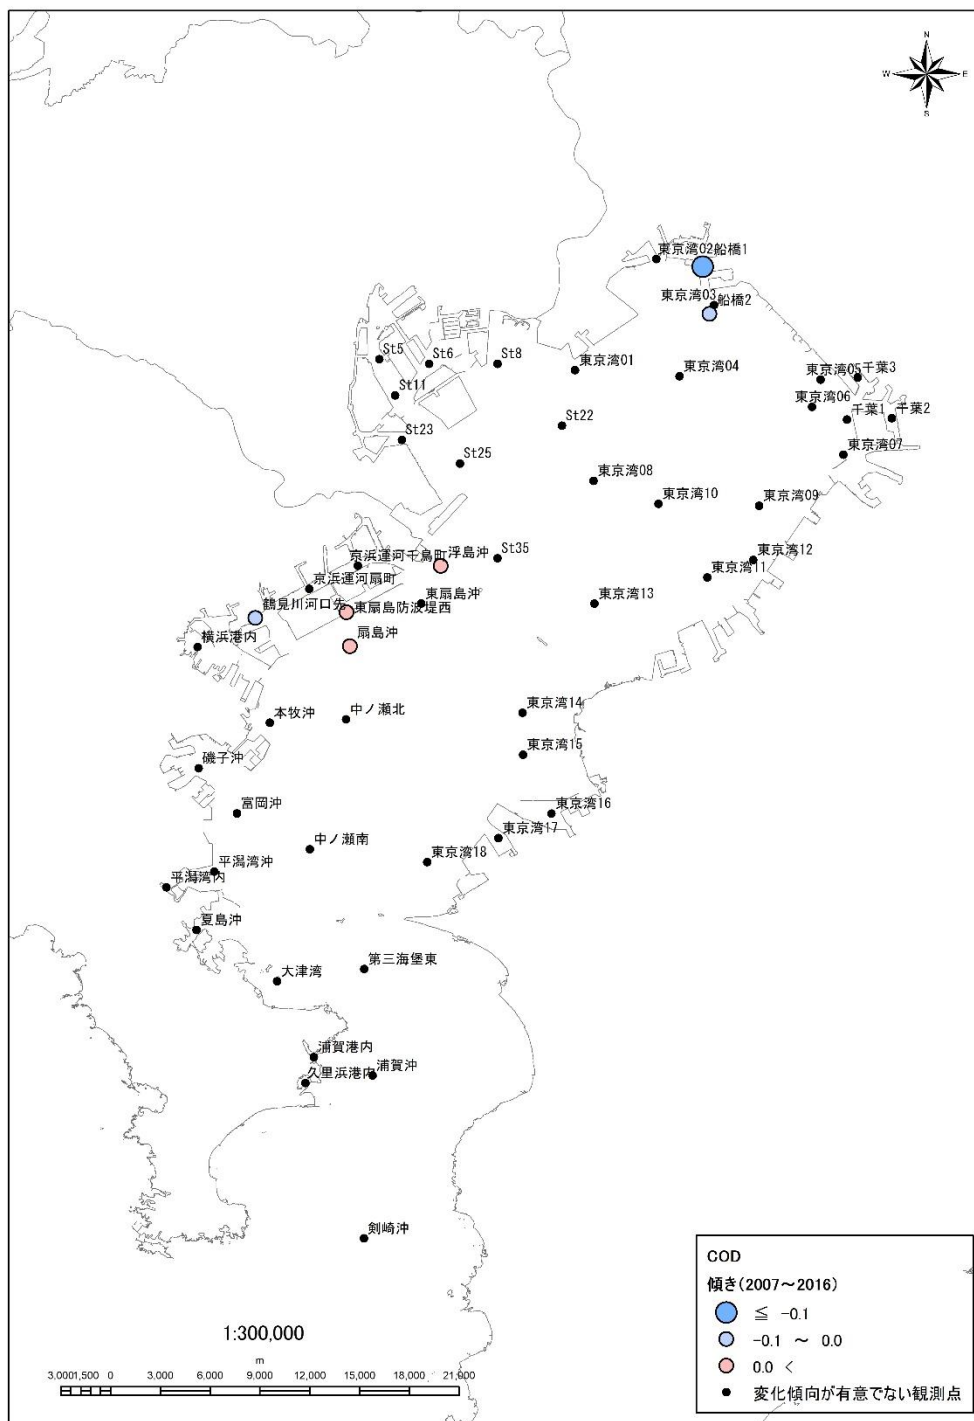 N
W
E
S
東京湾02
船橋1
東京湾03
船橋2
St5
St6
St8
東京湾01
東京湾04
東京湾05
千葉3
St11
東京湾06
千葉1
千葉2
St22
St23
東京湾07
St25
東京湾08
東京湾10
東京湾09
京浜運河千鳥町
浮島沖
St35
東京湾12
京浜運河扇町
東京湾11
鶴見川河口先
東扇島防波堤西
東扇島沖
東京湾13
横浜港内
扇島沖
本牧沖
中ノ瀬北
東京湾14
東京湾15
磯子沖
富岡沖
東京湾16
中ノ瀬南
東京湾17
東京湾18
平潟湾沖
平潟湾内
夏島沖
第三海堡東
大津湾
浦賀港内
浦賀沖
久里浜港内
剣崎沖
COD
傾き(2007～2016)
≦ -0.1
-0.1 ～ 0.0
0.0 <
変化傾向が有意でない観測点
1:300,000
m
3,000 1,500 0 3,000 6,000 9,000 12,000 15,000 18,000 21,000